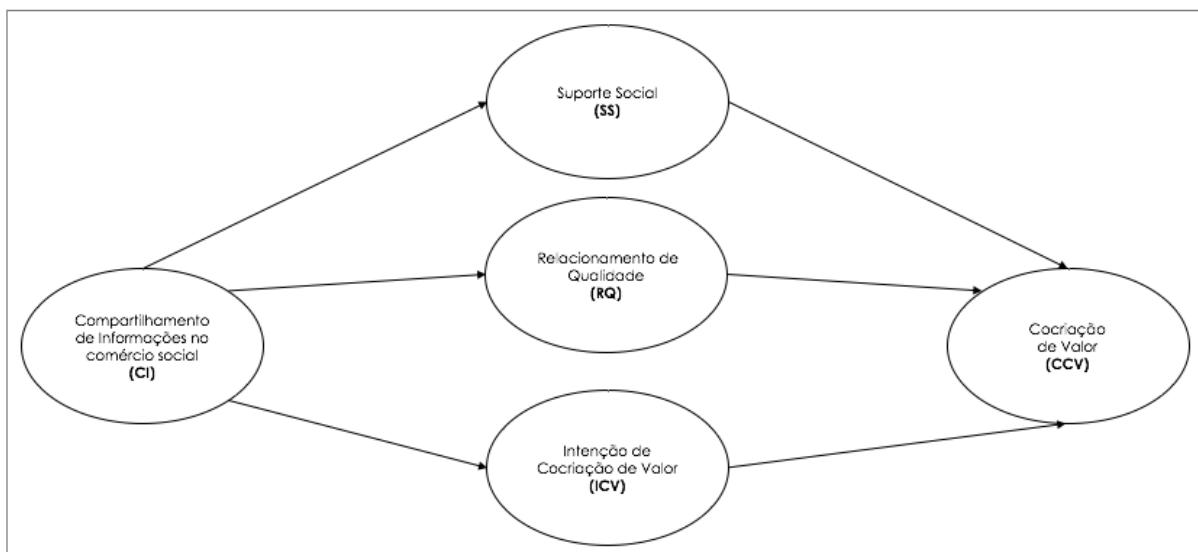 Suporte Social
(SS)
Relacionamento de
Qualidade
(RQ)
Compartilhamento
de Informações no
comércio social
(CI)
Cocriação
de Valor
(CCV)
Intenção de
Cocriação de Valor
(ICV)